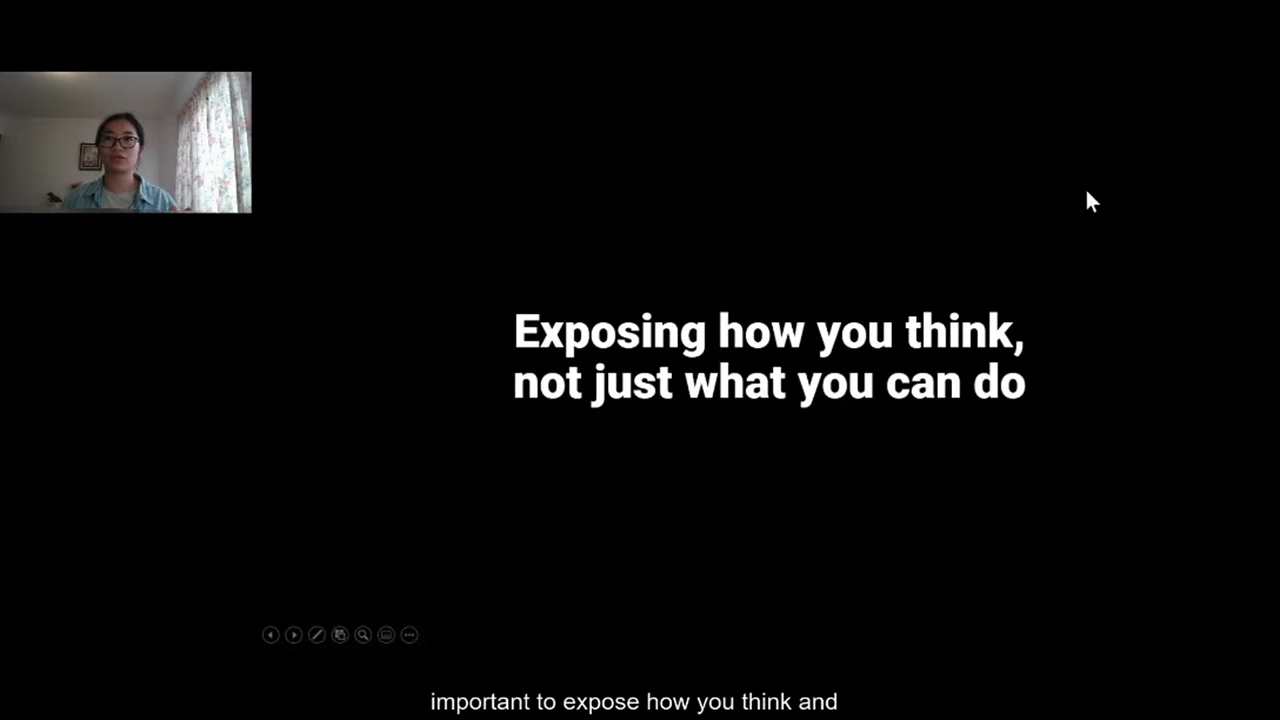 Exposing how you think,
not just what you can do
important to expose how you think and